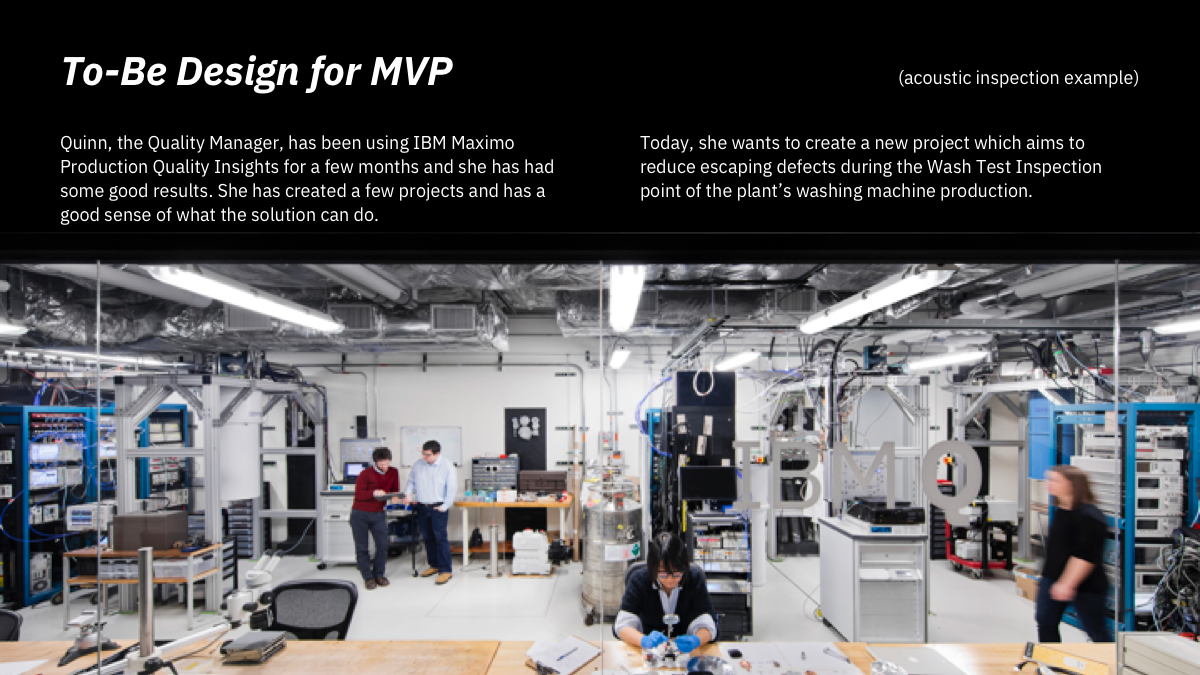 To-Be Design for MVP
(acoustic inspection example)
Quinn, the Quality Manager, has been using IBM Maximo
Production Quality Insights for a few months and she has had
some good results. She has created a few projects and has a
good sense of what the solution can do.
Today, she wants to create a new project which aims to
reduce escaping defects during the Wash Test Inspection
point of the plant’s washing machine production.
IBM Q